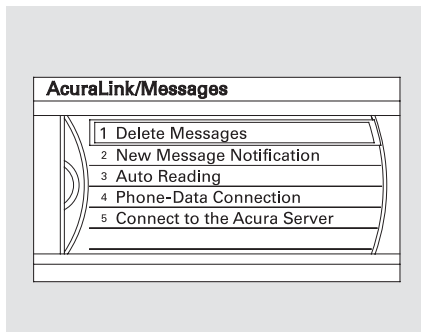 AcuraLink/Messages
1 Delete Messages
2 New Message Notification
3 Auto Reading
4 Phone-Data Connection
5 Connect to the Acura Server